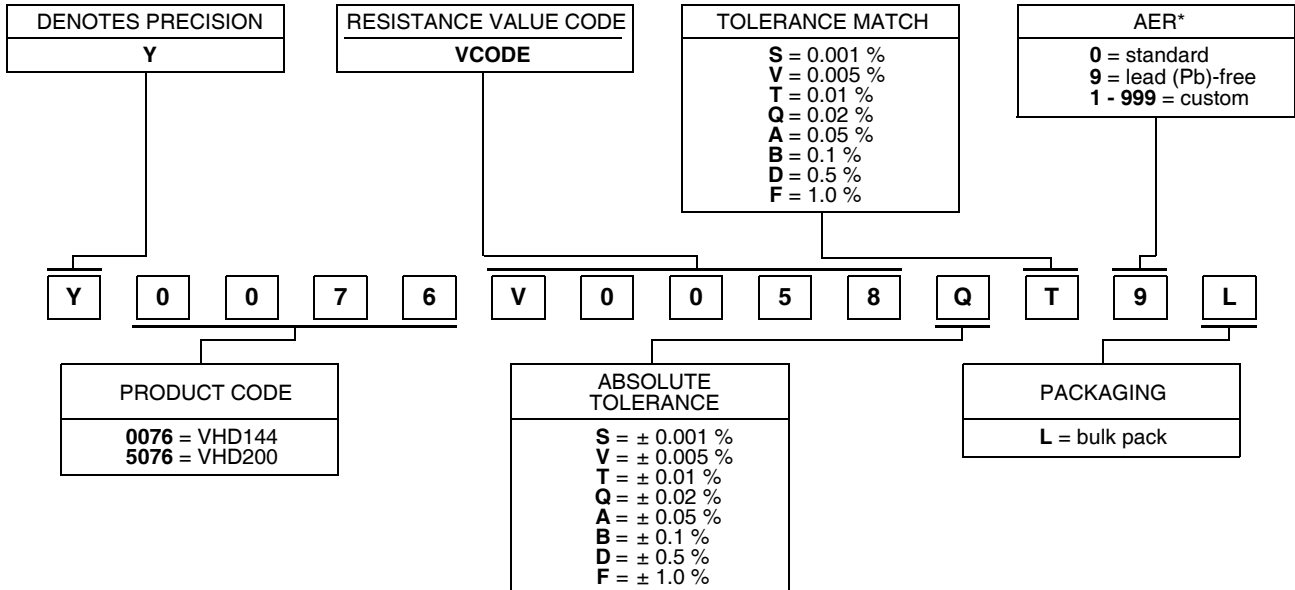 DENOTES PRECISION
Y
RESISTANCE VALUE CODE
VCODE
TOLERANCE MATCH
S = 0.001 %
V = 0.005 %
T = 0.01 %
Q = 0.02 %
A = 0.05 %
B = 0.1 %
D = 0.5 %
F = 1.0 %
AER*
0 = standard
9 = lead (Pb)-free
1 - 999 = custom
Y 0 0 7 6 V 0 0 5 8 Q T 9 L
PRODUCT CODE
0076 = VHD144
5076 = VHD200
ABSOLUTE
TOLERANCE
S = ± 0.001 %
V = ± 0.005 %
T = ± 0.01 %
Q = ± 0.02 %
A = ± 0.05 %
B = ± 0.1 %
D = ± 0.5 %
F = ± 1.0 %
PACKAGING
L = bulk pack